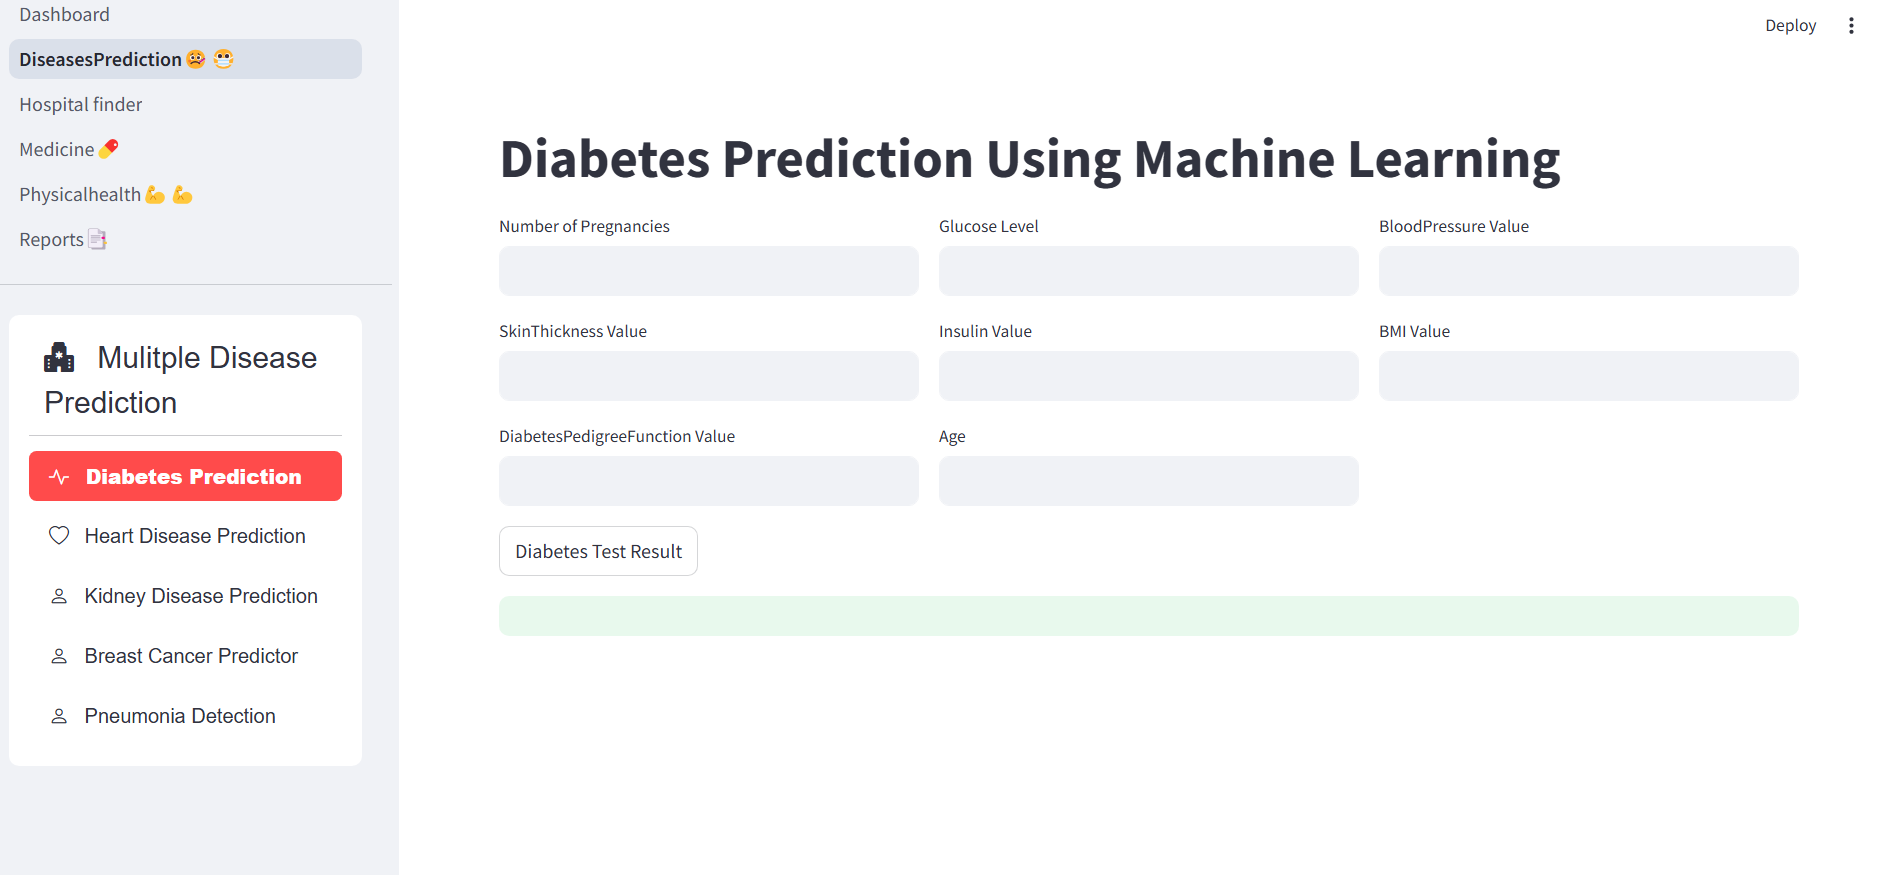 Dashboard
DiseasesPrediction🤒 😷
Hospital finder
Medicine💊
Physicalhealth💪 💪
Reports📑
Mulitple Disease
Prediction
Diabetes Prediction
Heart Disease Prediction
Kidney Disease Prediction
Breast Cancer Predictor
Pneumonia Detection
Deploy
Diabetes Prediction Using Machine Learning
Number of Pregnancies
Glucose Level
BloodPressure Value
SkinThickness Value
Insulin Value
BMI Value
DiabetesPedigreeFunction Value
Age
Diabetes Test Result